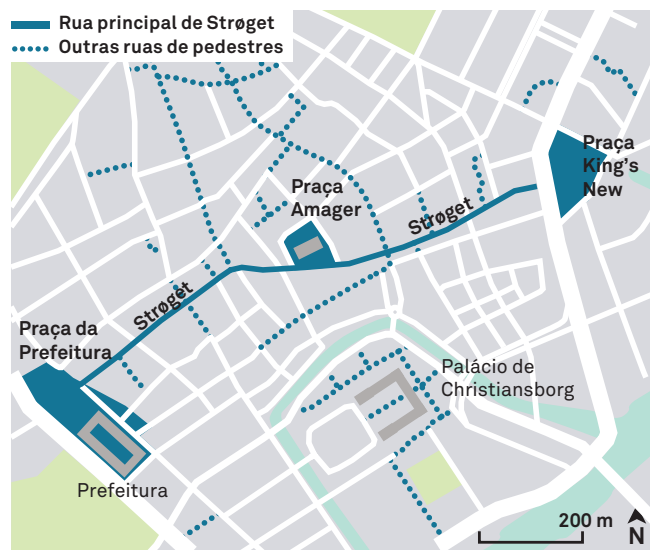 Rua principal de Strøget
Outras ruas de pedestres
Praça
King's
New
Praça
Amager
Strøget
Strøget
Praça da
Prefeitura
Palácio de
Christiansborg
Prefeitura
200 m
N